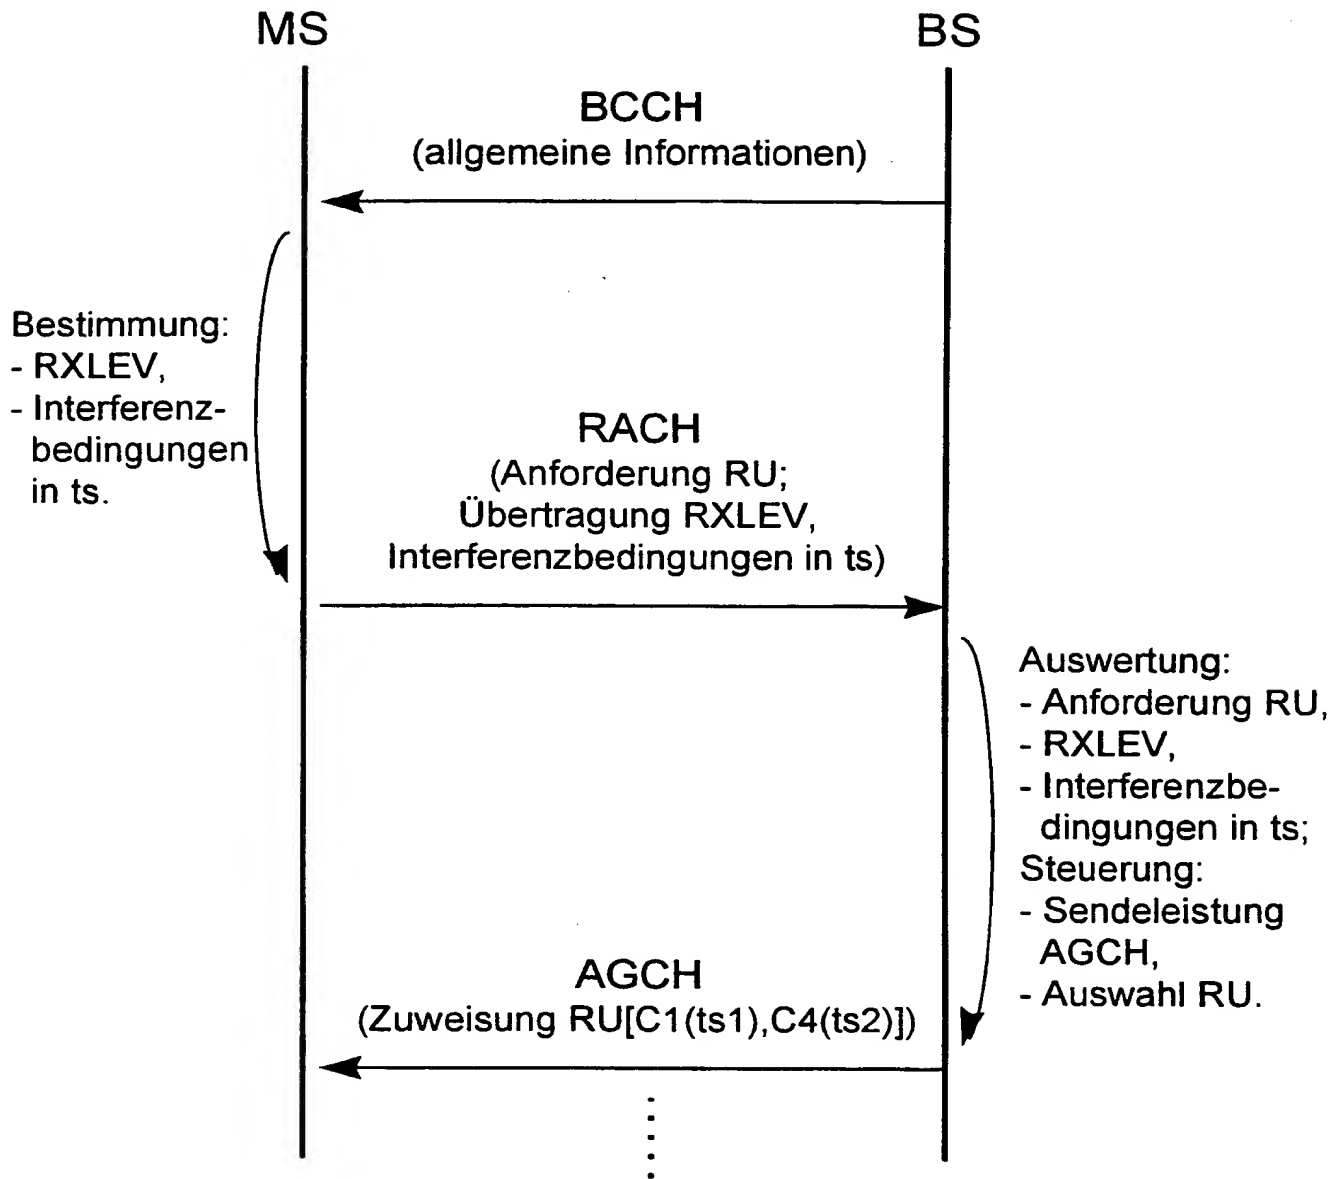 MS
BS
BCCH
(allgemeine Informationen)
Bestimmung:
- RXLEV,
- Interferenz-
bedingungen
in ts.
RACH
(Anforderung RU;
Übertragung RXLEV,
Interferenzbedingungen in ts)
Auswertung:
- Anforderung RU,
- RXLEV,
- Interferenzbe-
dingungen in ts;
Steuerung:
- Sendeleistung
AGCH,
- Auswahl RU.
AGCH
(Zuweisung RU[C1(ts1),C4(ts2)])